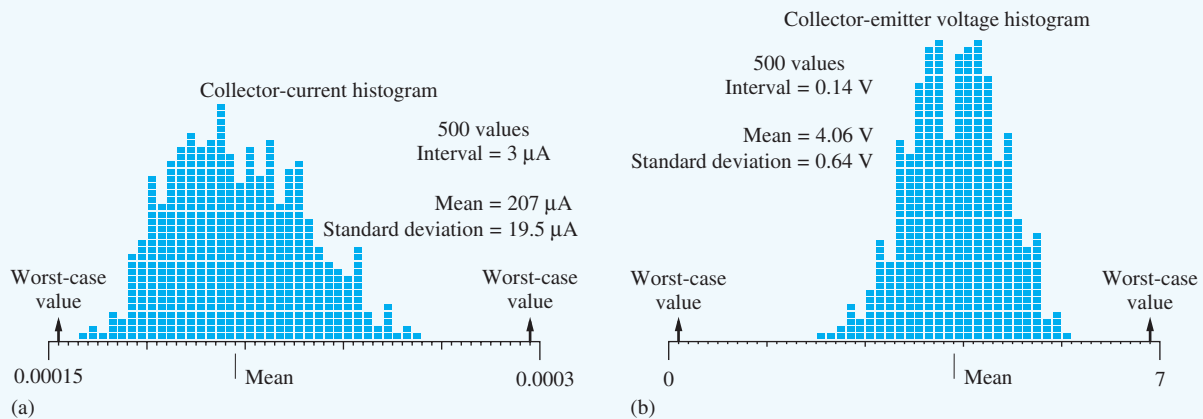 Collector-current histogram
500 values
Interval = 3 μA
Mean = 207 μA
Standard deviation = 19.5 μA
Worst-case
value
Worst-case
value
0.00015
Mean
0.0003
(a)
Collector-emitter voltage histogram
500 values
Interval = 0.14 V
Mean = 4.06 V
Standard deviation = 0.64 V
Worst-case
value
Worst-case
value
0
Mean
7
(b)